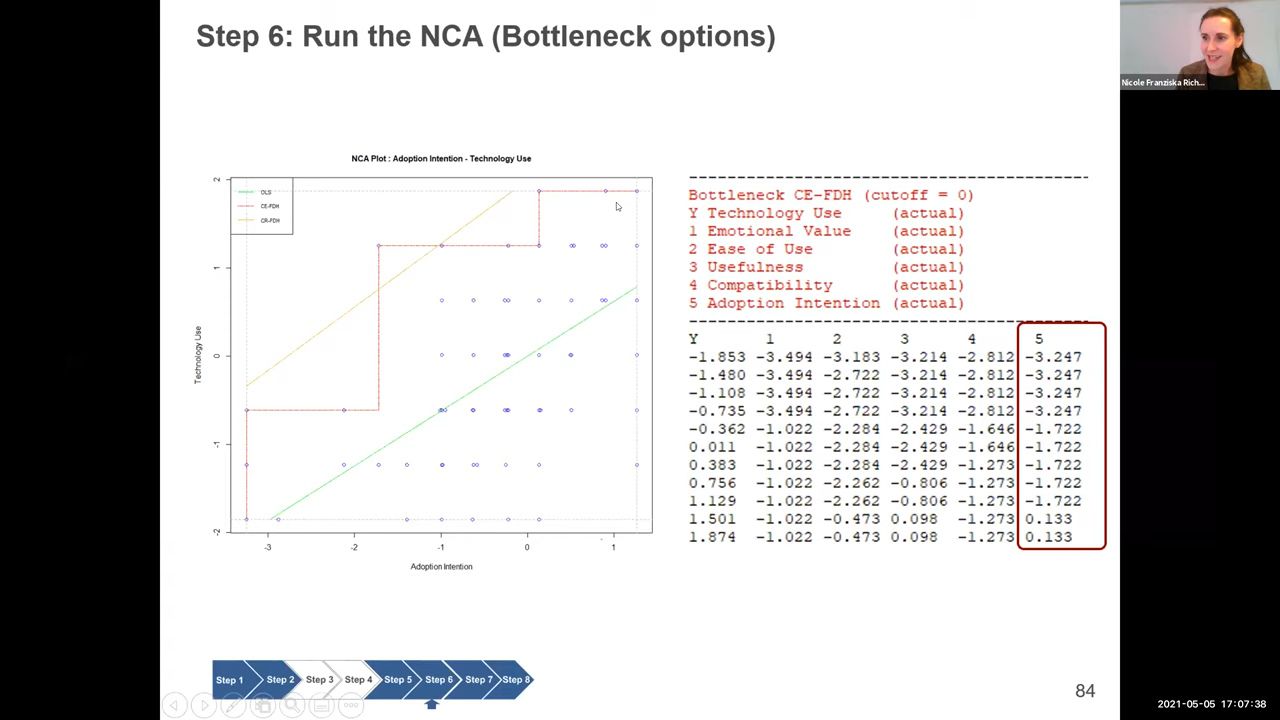 Step 6: Run the NCA (Bottleneck options)
Nicole Franziska Rich...
NCA Plot : Adoption Intention - Technology Use
OLS
CE-FDH
CR-FDH
2
1
0
-1
-2
Technology Use
-3 -2 -1 0 1
Adoption Intention
Bottleneck CE-FDH (cutoff = 0)
Y Technology Use (actual)
1 Emotional Value (actual)
2 Ease of Use (actual)
3 Usefulness (actual)
4 Compatibility (actual)
5 Adoption Intention (actual)
Y 1 2 3 4 5
-1.853 -3.494 -3.183 -3.214 -2.812 -3.247
-1.480 -3.494 -2.722 -3.214 -2.812 -3.247
-1.108 -3.494 -2.722 -3.214 -2.812 -3.247
-0.735 -3.494 -2.722 -3.214 -2.812 -3.247
-0.362 -1.022 -2.284 -2.429 -1.646 -1.722
0.011 -1.022 -2.284 -2.429 -1.646 -1.722
0.383 -1.022 -2.284 -2.429 -1.273 -1.722
0.756 -1.022 -2.262 -0.806 -1.273 -1.722
1.129 -1.022 -2.262 -0.806 -1.273 -1.722
1.501 -1.022 -0.473 0.098 -1.273 0.133
1.874 -1.022 -0.473 0.098 -1.273 0.133
Step 1 Step 2 Step 3 Step 4 Step 5 Step 6 Step 7 Step 8
84
2021-05-05 17:07:38